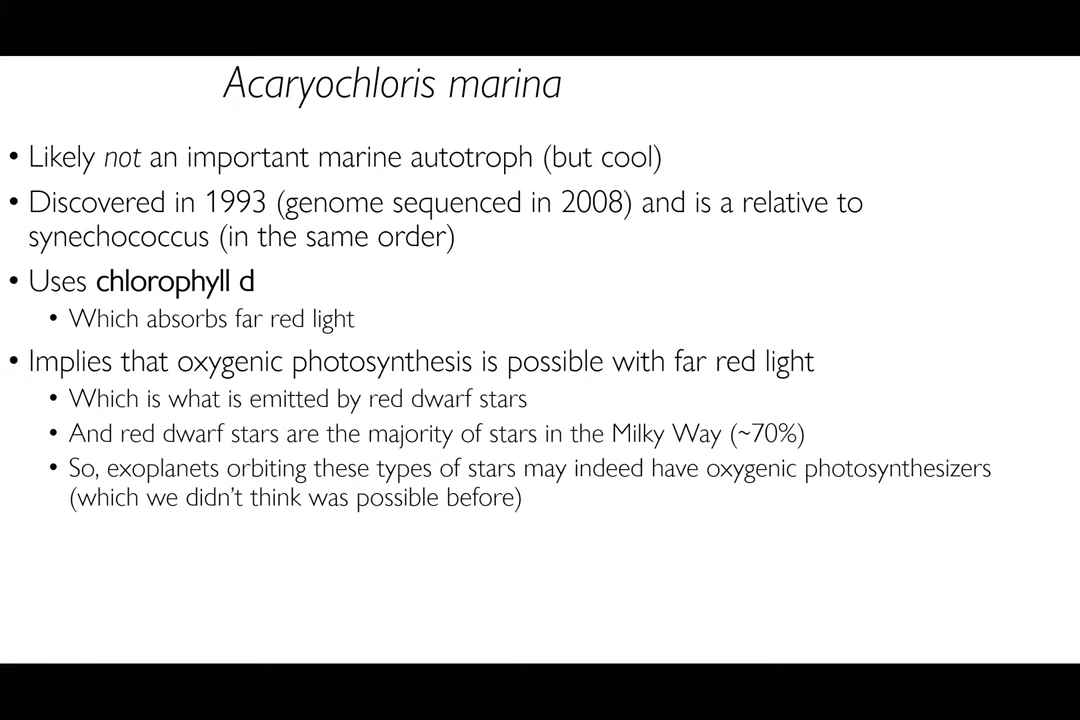 Acaryochloris marina
• Likely not an important marine autotroph (but cool)
• Discovered in 1993 (genome sequenced in 2008) and is a relative to
synechococcus (in the same order)
• Uses chlorophyll d
• Which absorbs far red light
• Implies that oxygenic photosynthesis is possible with far red light
• Which is what is emitted by red dwarf stars
• And red dwarf stars are the majority of stars in the Milky Way (~70%)
• So, exoplanets orbiting these types of stars may indeed have oxygenic photosynthesizers
(which we didn't think was possible before)